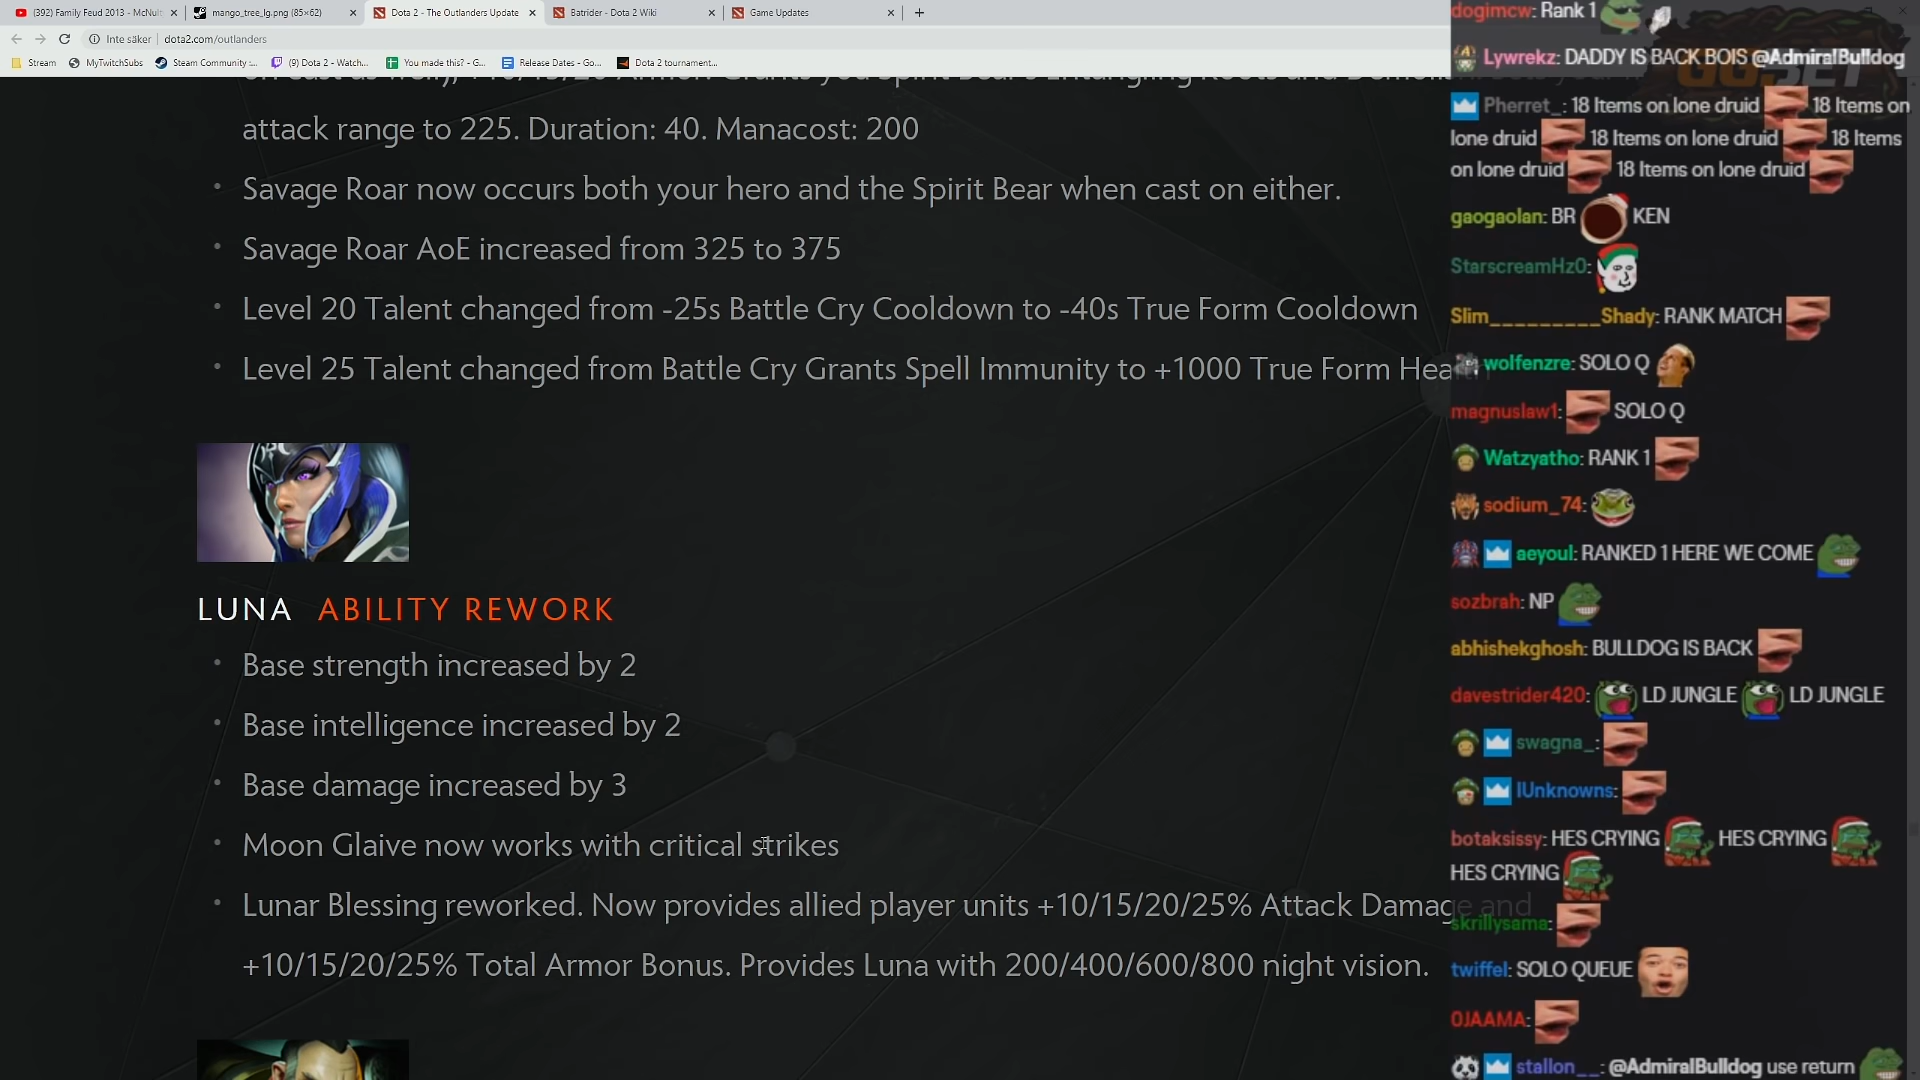 (392) Family Feud 2013 - McNult
mango_tree_lg.png (85×62)
Dota 2 - The Outlanders Update
Batrider - Dota 2 Wiki
Game Updates
Inte säker | dota2.com/outlanders
Stream
MyTwitchSubs
Steam Community :...
(9) Dota 2 - Watch...
You made this? - G...
Release Dates - Go...
Dota 2 tournament...
attack range to 225. Duration: 40. Manacost: 200
• Savage Roar now occurs both your hero and the Spirit Bear when cast on either.
• Savage Roar AoE increased from 325 to 375
• Level 20 Talent changed from -25s Battle Cry Cooldown to -40s True Form Cooldown
• Level 25 Talent changed from Battle Cry Grants Spell Immunity to +1000 True Form Health
LUNA ABILITY REWORK
• Base strength increased by 2
• Base intelligence increased by 2
• Base damage increased by 3
• Moon Glaive now works with critical strikes
• Lunar Blessing reworked. Now provides allied player units +10/15/20/25% Attack Damage and
+10/15/20/25% Total Armor Bonus. Provides Luna with 200/400/600/800 night vision.
dogimcw: Rank 1
Lywrekz: DADDY IS BACK BOIS @AdmiralBulldog
Pherret_: 18 Items on lone druid 18 Items on
lone druid 18 Items on lone druid 18 Items
on lone druid 18 Items on lone druid
gaogaolan: BR KEN
StarscreamHz0:
Slim_________Shady: RANK MATCH
wolfenzre: SOLO Q
magnuslaw1: SOLO Q
Watzyatho: RANK 1
sodium_74:
aeyoul: RANKED 1 HERE WE COME
sozbrah: NP
abhishekghosh: BULLDOG IS BACK
davestrider420: LD JUNGLE LD JUNGLE
swagna_:
IUnknowns:
botaksissy: HES CRYING HES CRYING
HES CRYING
skrillysama:
twiffel: SOLO QUEUE
0JAAMA:
stallon__: @AdmiralBulldog use return